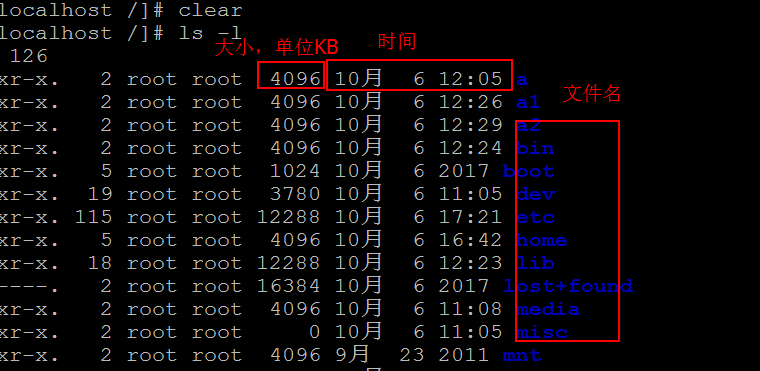 localhost /]# clear
localhost /]# ls -l
大小，单位KB 时间
126
xr-x. 2 root root 4096 10月 6 12:05 a
文件名
xr-x. 2 root root 4096 10月 6 12:26 a1
xr-x. 2 root root 4096 10月 6 12:29 a2
xr-x. 2 root root 4096 10月 6 12:24 bin
xr-x. 5 root root 1024 10月 6 2017 boot
xr-x. 19 root root 3780 10月 6 11:05 dev
xr-x. 115 root root 12288 10月 6 17:21 etc
xr-x. 5 root root 4096 10月 6 16:42 home
xr-x. 18 root root 12288 10月 6 12:23 lib
----. 2 root root 16384 10月 6 2017 lost+found
xr-x. 2 root root 4096 10月 6 11:08 media
xr-x. 2 root root 0 10月 6 11:05 misc
xr-x. 2 root root 4096 9月 23 2011 mnt